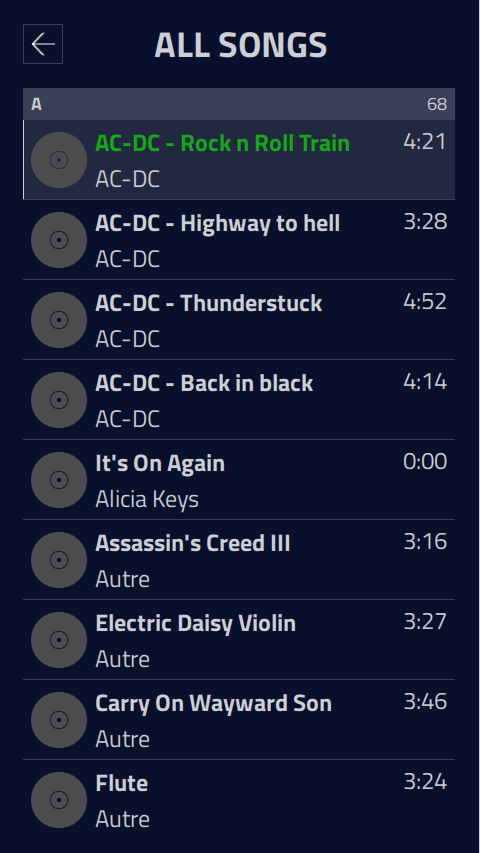 ALL SONGS
A 68
AC-DC - Rock n Roll Train 4:21
AC-DC
AC-DC - Highway to hell 3:28
AC-DC
AC-DC - Thunderstuck 4:52
AC-DC
AC-DC - Back in black 4:14
AC-DC
It's On Again 0:00
Alicia Keys
Assassin's Creed III 3:16
Autre
Electric Daisy Violin 3:27
Autre
Carry On Wayward Son 3:46
Autre
Flute 3:24
Autre